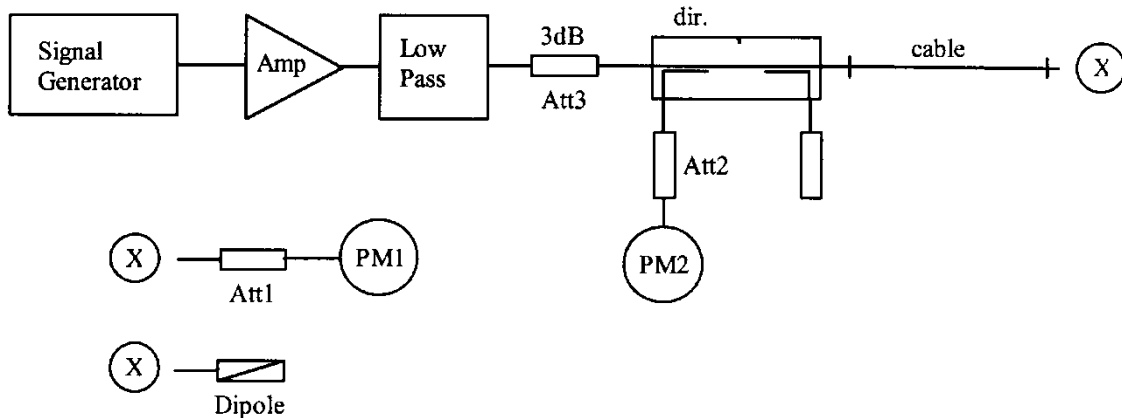 Signal
Generator
Amp
Low
Pass
3dB
Att3
dir.
cable
X
Att2
PM2
X
Att1
PM1
X
Dipole